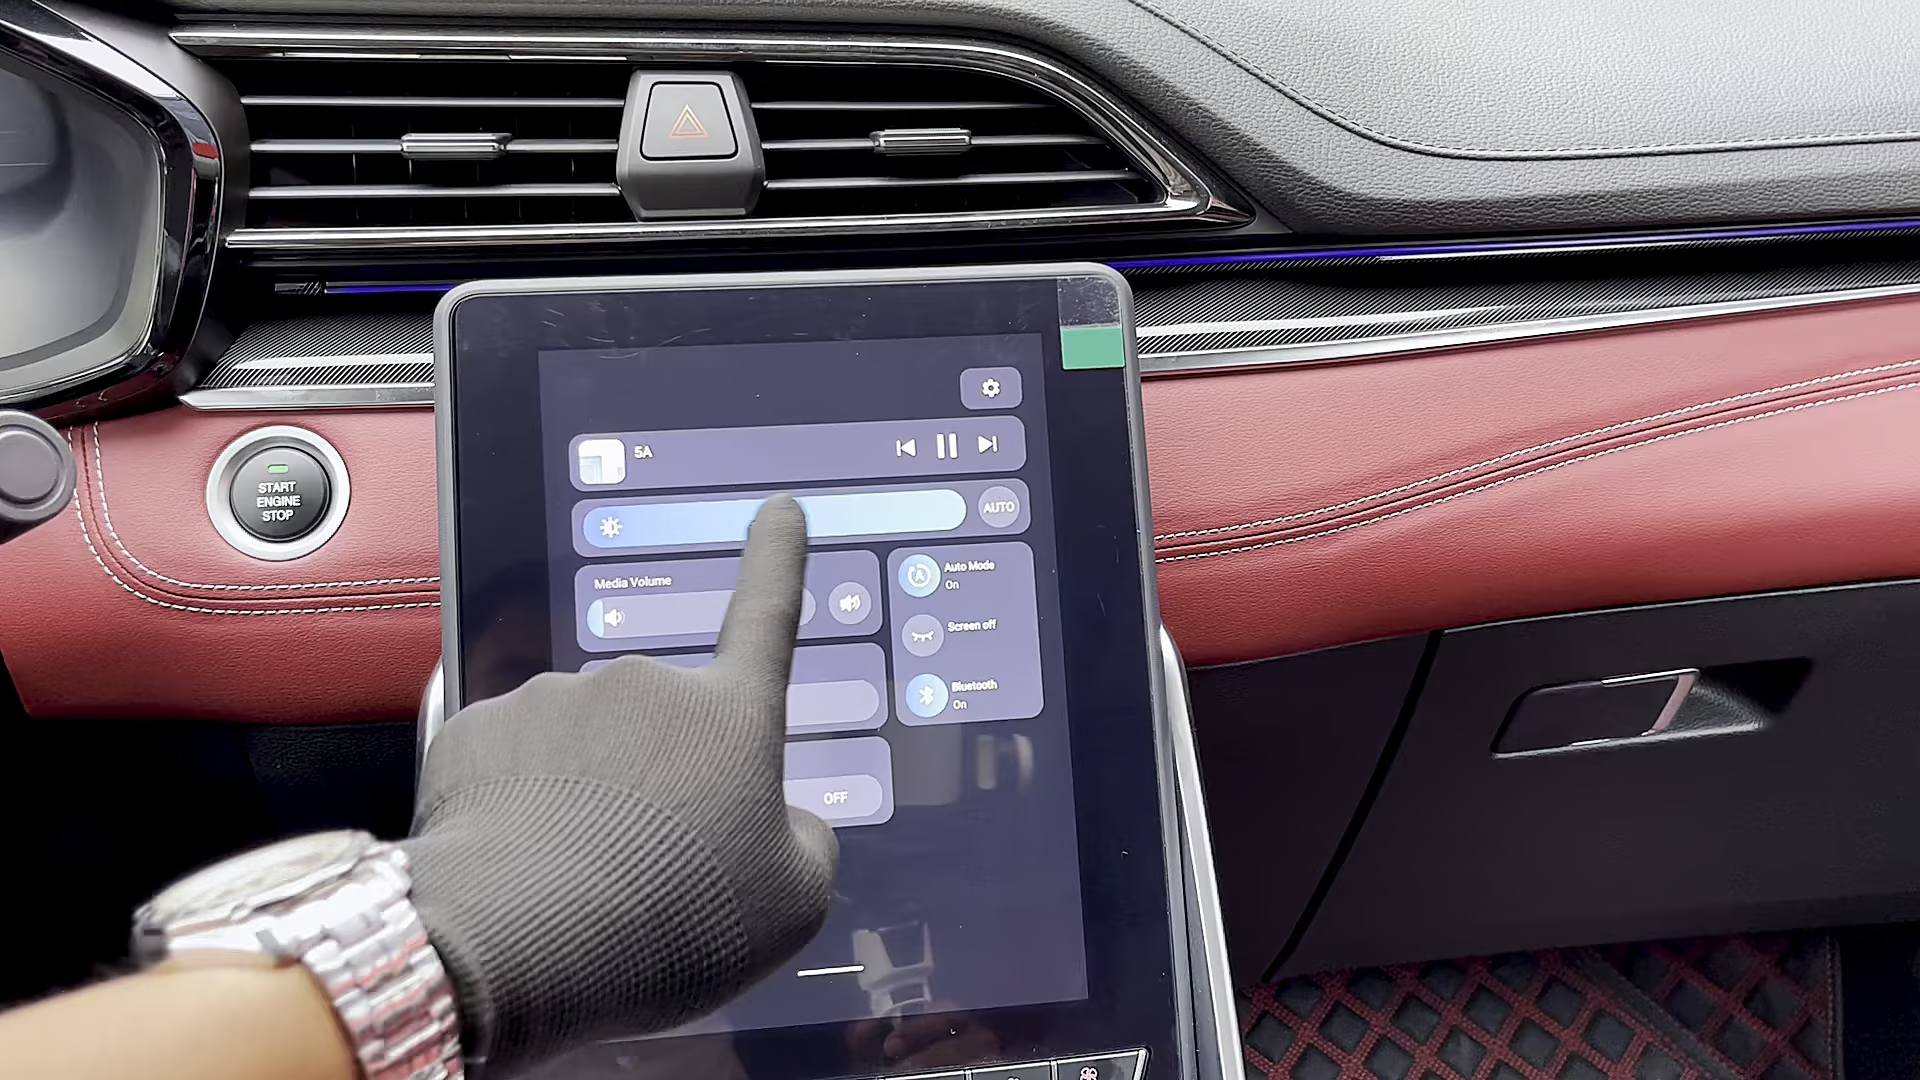 5A
AUTO
Media Volume
Auto Mode
On
Screen off
Bluetooth
On
OFF
START
ENGINE
STOP